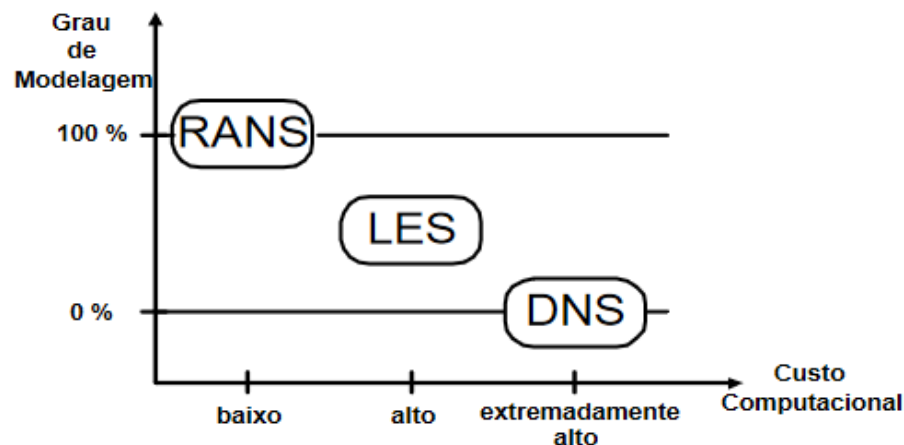 Grau
de
Modelagem
100 %
RANS
LES
0 %
DNS
baixo
alto
extremadamente
alto
Custo
Computacional